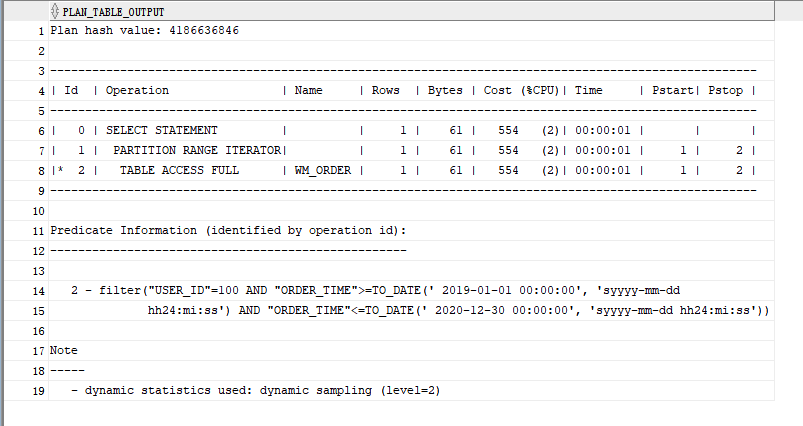 PLAN_TABLE_OUTPUT
1 Plan hash value: 4186636846
2
3 -------------------------------------------------------------------------------------------------------
4 | Id  | Operation                | Name     | Rows  | Bytes | Cost (%CPU)| Time     | Pstart| Pstop |
5 -------------------------------------------------------------------------------------------------------
6 |   0 | SELECT STATEMENT         |          |     1 |    61 |   554   (2)| 00:00:01 |       |       |
7 |   1 |  PARTITION RANGE ITERATOR|          |     1 |    61 |   554   (2)| 00:00:01 |     1 |     2 |
8 |*  2 |   TABLE ACCESS FULL      | WM_ORDER |     1 |    61 |   554   (2)| 00:00:01 |     1 |     2 |
9 -------------------------------------------------------------------------------------------------------
10
11 Predicate Information (identified by operation id):
12 ---------------------------------------------------
13
14    2 - filter("USER_ID"=100 AND "ORDER_TIME">=TO_DATE(' 2019-01-01 00:00:00', 'syyyy-mm-dd
15               hh24:mi:ss') AND "ORDER_TIME"<=TO_DATE(' 2020-12-30 00:00:00', 'syyyy-mm-dd hh24:mi:ss'))
16
17 Note
18 -----
19    - dynamic statistics used: dynamic sampling (level=2)